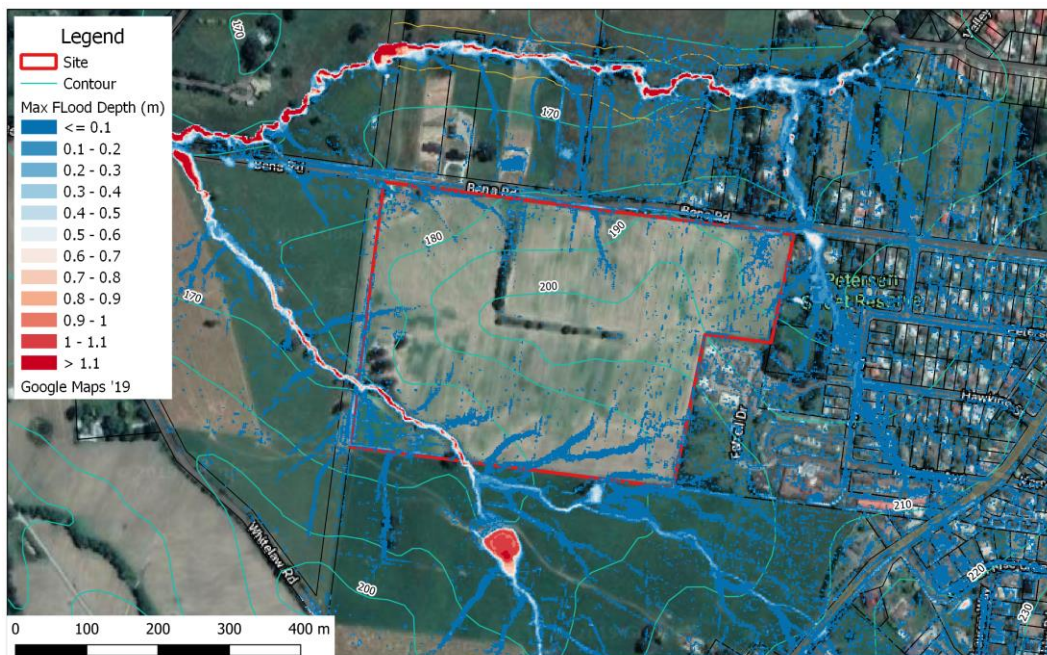 Legend
Site
Contour
Max FLood Depth (m)
<= 0.1
0.1 - 0.2
0.2 - 0.3
0.3 - 0.4
0.4 - 0.5
0.5 - 0.6
0.6 - 0.7
0.7 - 0.8
0.8 - 0.9
0.9 - 1
1 - 1.1
> 1.1
Google Maps '19
170
Valley
170
Bena Rd
Bena Rd
Bena Rd
180
190
200
170
Hawkins
210
Whitelaw Rd
200
220
230
0 100 200 300 400 m